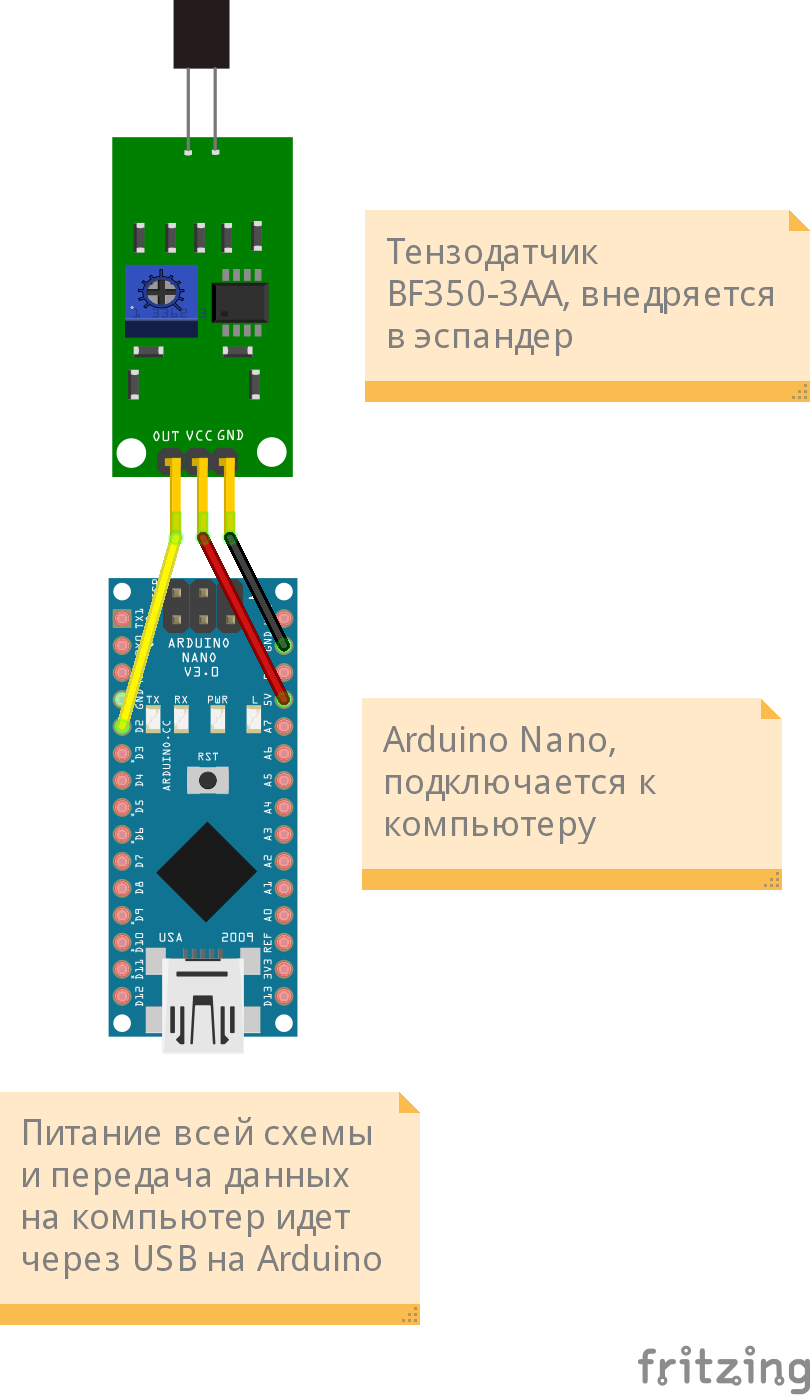 Тензодатчик
BF350-3AA, внедряется
в эспандер
OUT VCC GND
ARDUINO
NANO
V3.0
TX1
GND
D2
D3
D4
D5
D6
D7
D8
*D9
*D10
*D11
D12
TX RX PWR L
ARDUINO.CC
RST
GND
5V
A7
A6
A5
A4
A3
A2
A1
A0
REF
3V3
D13
USA 2009
Arduino Nano,
подключается к
компьютеру
Питание всей схемы
и передача данных
на компьютер идет
через USB на Arduino
fritzing